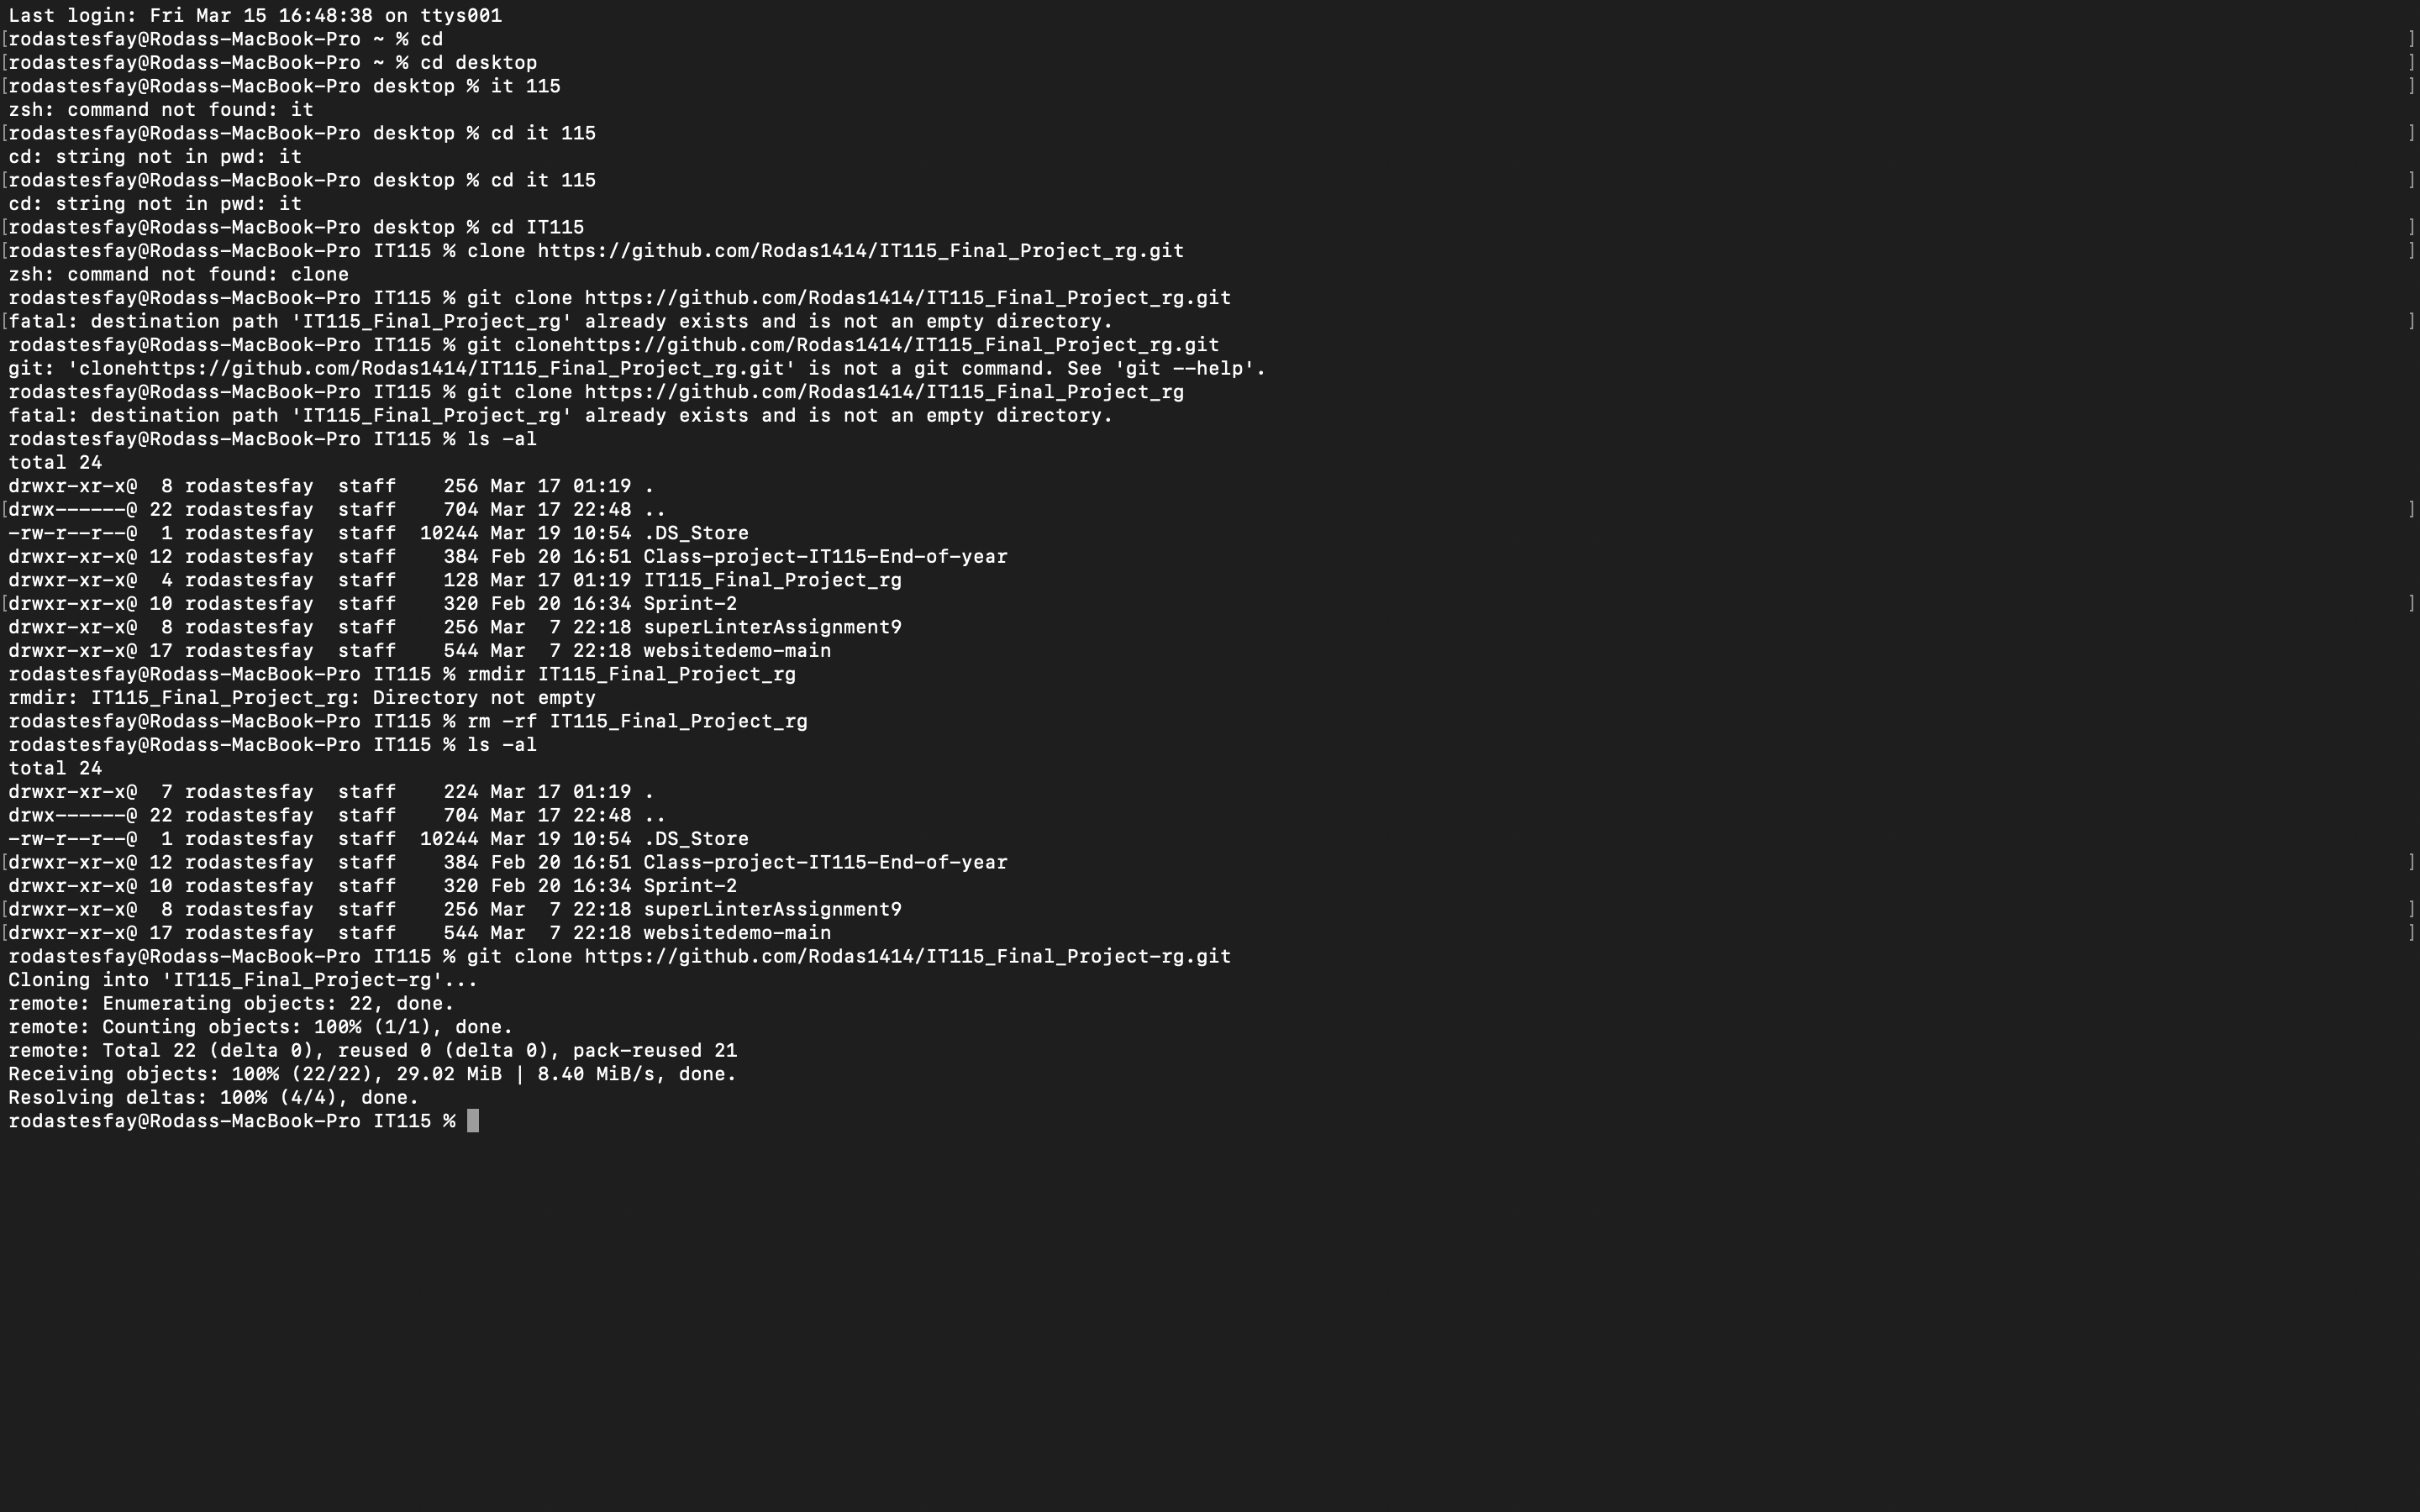 Last login: Fri Mar 15 16:48:38 on ttys001
[rodastesfay@Rodass-MacBook-Pro ~ % cd ]
[rodastesfay@Rodass-MacBook-Pro ~ % cd desktop ]
[rodastesfay@Rodass-MacBook-Pro desktop % it 115 ]
zsh: command not found: it
[rodastesfay@Rodass-MacBook-Pro desktop % cd it 115 ]
cd: string not in pwd: it
[rodastesfay@Rodass-MacBook-Pro desktop % cd it 115 ]
cd: string not in pwd: it
[rodastesfay@Rodass-MacBook-Pro desktop % cd IT115 ]
[rodastesfay@Rodass-MacBook-Pro IT115 % clone https://github.com/Rodas1414/IT115_Final_Project_rg.git ]
zsh: command not found: clone
rodastesfay@Rodass-MacBook-Pro IT115 % git clone https://github.com/Rodas1414/IT115_Final_Project_rg.git
[fatal: destination path 'IT115_Final_Project_rg' already exists and is not an empty directory. ]
rodastesfay@Rodass-MacBook-Pro IT115 % git clonehttps://github.com/Rodas1414/IT115_Final_Project_rg.git
git: 'clonehttps://github.com/Rodas1414/IT115_Final_Project_rg.git' is not a git command. See 'git --help'.
rodastesfay@Rodass-MacBook-Pro IT115 % git clone https://github.com/Rodas1414/IT115_Final_Project_rg
fatal: destination path 'IT115_Final_Project_rg' already exists and is not an empty directory.
rodastesfay@Rodass-MacBook-Pro IT115 % ls -al
total 24
drwxr-xr-x@  8 rodastesfay  staff    256 Mar 17 01:19 .
[drwx------@ 22 rodastesfay  staff    704 Mar 17 22:48 .. ]
-rw-r--r--@  1 rodastesfay  staff  10244 Mar 19 10:54 .DS_Store
drwxr-xr-x@ 12 rodastesfay  staff    384 Feb 20 16:51 Class-project-IT115-End-of-year
drwxr-xr-x@  4 rodastesfay  staff    128 Mar 17 01:19 IT115_Final_Project_rg
[drwxr-xr-x@ 10 rodastesfay  staff    320 Feb 20 16:34 Sprint-2 ]
drwxr-xr-x@  8 rodastesfay  staff    256 Mar  7 22:18 superLinterAssignment9
drwxr-xr-x@ 17 rodastesfay  staff    544 Mar  7 22:18 websitedemo-main
rodastesfay@Rodass-MacBook-Pro IT115 % rmdir IT115_Final_Project_rg
rmdir: IT115_Final_Project_rg: Directory not empty
rodastesfay@Rodass-MacBook-Pro IT115 % rm -rf IT115_Final_Project_rg
rodastesfay@Rodass-MacBook-Pro IT115 % ls -al
total 24
drwxr-xr-x@  7 rodastesfay  staff    224 Mar 17 01:19 .
drwx------@ 22 rodastesfay  staff    704 Mar 17 22:48 ..
-rw-r--r--@  1 rodastesfay  staff  10244 Mar 19 10:54 .DS_Store
[drwxr-xr-x@ 12 rodastesfay  staff    384 Feb 20 16:51 Class-project-IT115-End-of-year ]
drwxr-xr-x@ 10 rodastesfay  staff    320 Feb 20 16:34 Sprint-2
[drwxr-xr-x@  8 rodastesfay  staff    256 Mar  7 22:18 superLinterAssignment9 ]
[drwxr-xr-x@ 17 rodastesfay  staff    544 Mar  7 22:18 websitedemo-main ]
rodastesfay@Rodass-MacBook-Pro IT115 % git clone https://github.com/Rodas1414/IT115_Final_Project-rg.git
Cloning into 'IT115_Final_Project-rg'...
remote: Enumerating objects: 22, done.
remote: Counting objects: 100% (1/1), done.
remote: Total 22 (delta 0), reused 0 (delta 0), pack-reused 21
Receiving objects: 100% (22/22), 29.02 MiB | 8.40 MiB/s, done.
Resolving deltas: 100% (4/4), done.
rodastesfay@Rodass-MacBook-Pro IT115 %